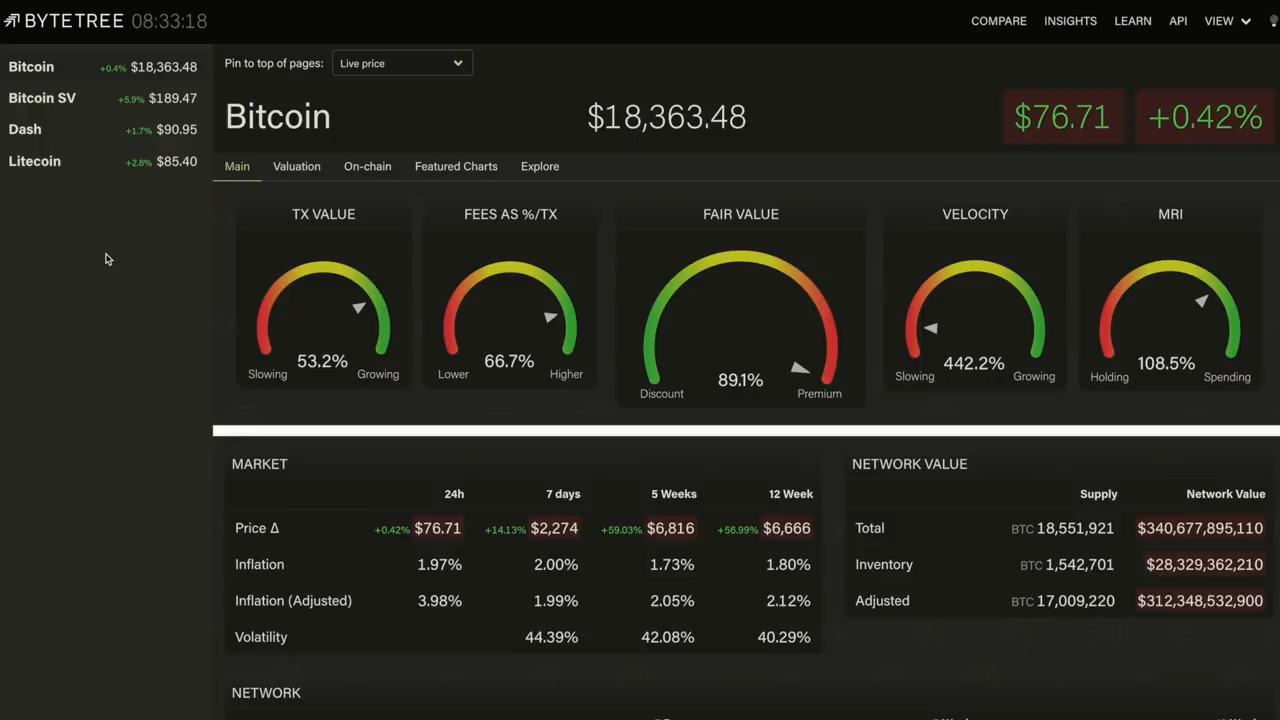 BYTETREE 08:33:18
COMPARE INSIGHTS LEARN API VIEW
Bitcoin +0.4% $18,363.48
Bitcoin SV +5.9% $189.47
Dash +1.7% $90.95
Litecoin +2.8% $85.40
Pin to top of pages: Live price
Bitcoin $18,363.48 $76.71 +0.42%
Main Valuation On-chain Featured Charts Explore
TX VALUE
53.2%
Slowing Growing
FEES AS %/TX
66.7%
Lower Higher
FAIR VALUE
89.1%
Discount Premium
VELOCITY
442.2%
Slowing Growing
MRI
108.5%
Holding Spending
MARKET
24h 7 days 5 Weeks 12 Week
Price Δ +0.42% $76.71 +14.13% $2,274 +59.03% $6,816 +56.99% $6,666
Inflation 1.97% 2.00% 1.73% 1.80%
Inflation (Adjusted) 3.98% 1.99% 2.05% 2.12%
Volatility 44.39% 42.08% 40.29%
NETWORK VALUE
Supply Network Value
Total BTC 18,551,921 $340,677,895,110
Inventory BTC 1,542,701 $28,329,362,210
Adjusted BTC 17,009,220 $312,348,532,900
NETWORK